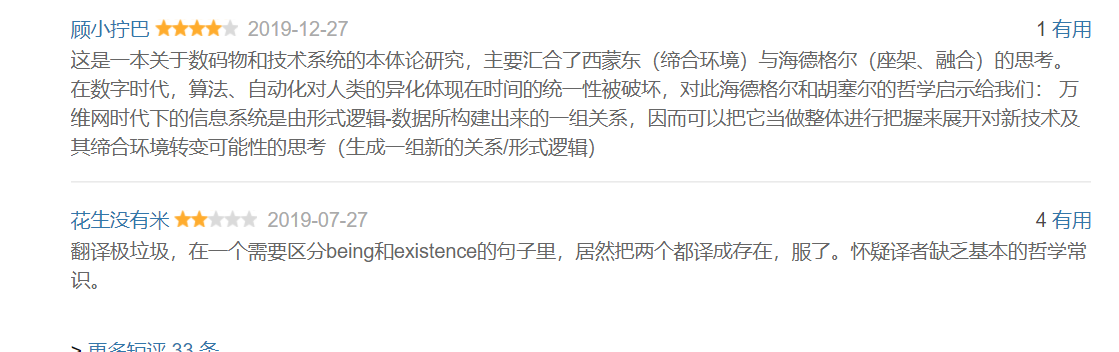 顾小拧巴 2019-12-27 1 有用
这是一本关于数码物和技术系统的本体论研究，主要汇合了西蒙东（缔合环境）与海德格尔（座架、融合）的思考。
在数字时代，算法、自动化对人类的异化体现在时间的统一性被破坏，对此海德格尔和胡塞尔的哲学启示给我们： 万
维网时代下的信息系统是由形式逻辑-数据所构建出来的一组关系，因而可以把它当做整体进行把握来展开对新技术及
其缔合环境转变可能性的思考（生成一组新的关系/形式逻辑）
花生没有米 2019-07-27 4 有用
翻译极垃圾，在一个需要区分being和existence的句子里，居然把两个都译成存在，服了。怀疑译者缺乏基本的哲学常
识。
> 更多短评 33 条